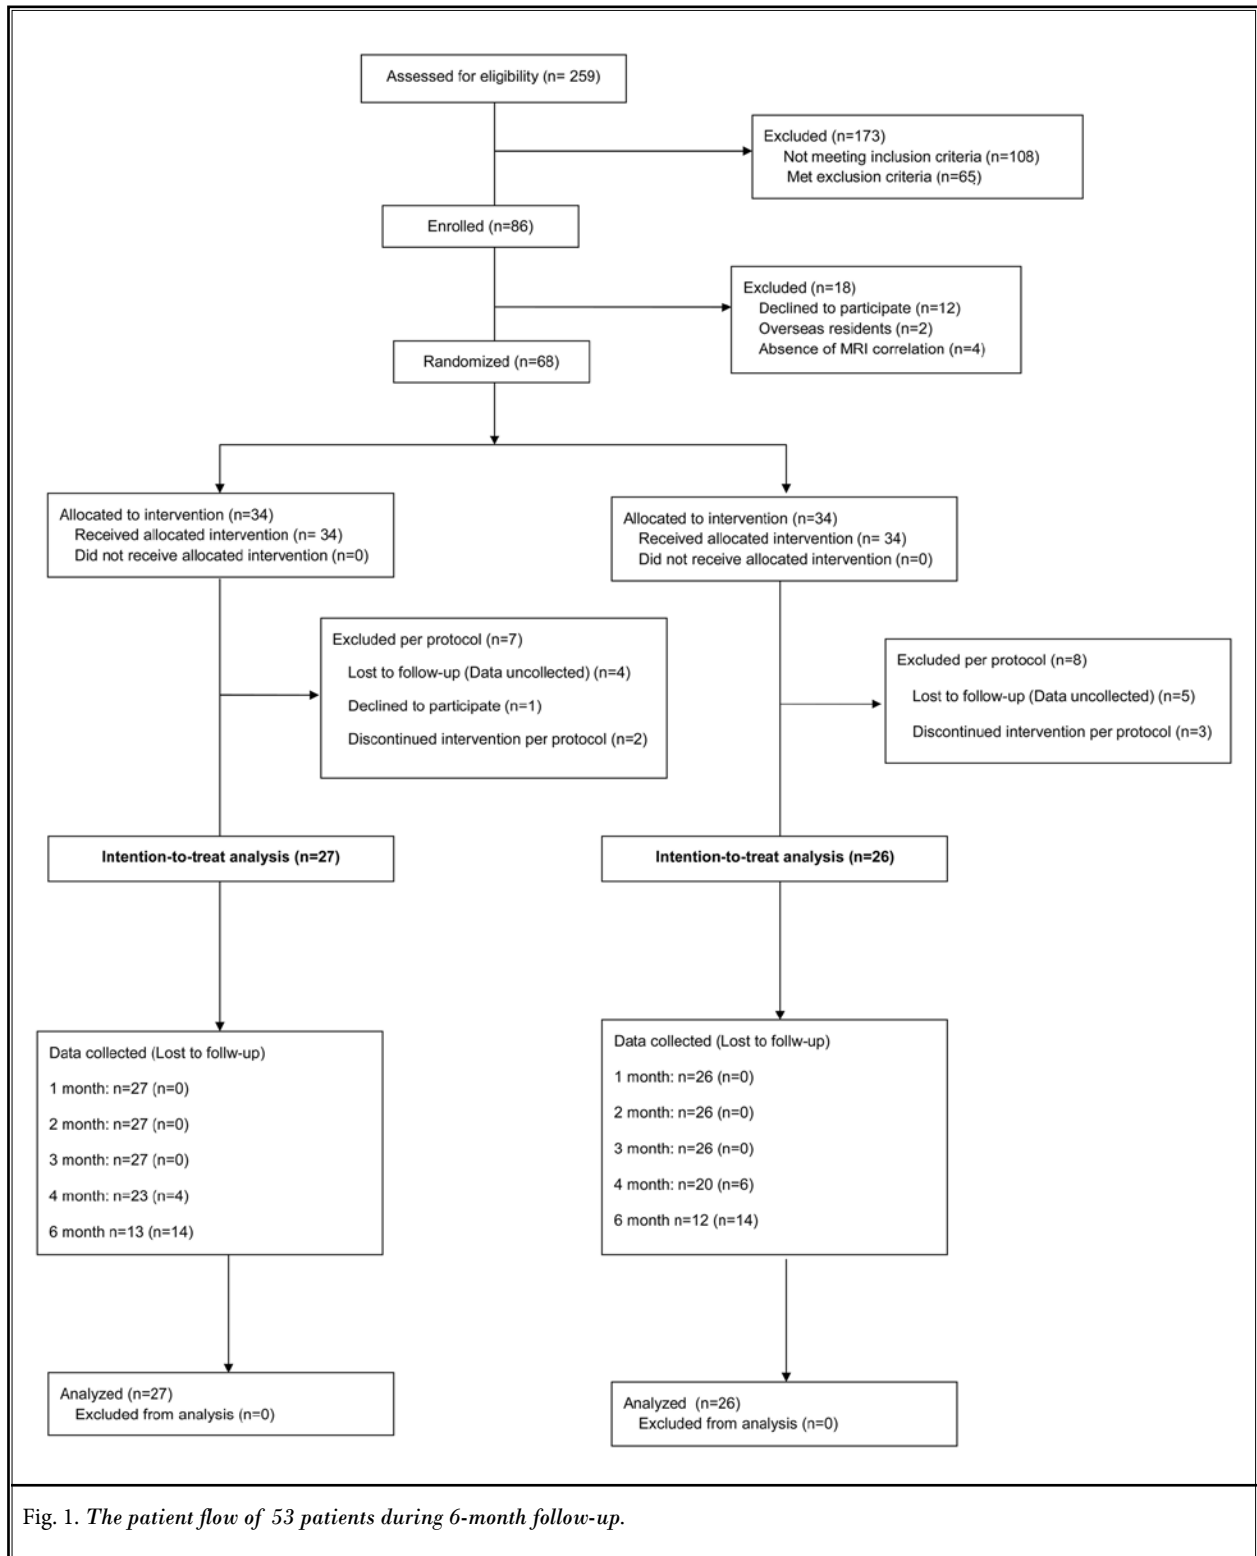 Assessed for eligibility (n= 259)
Excluded (n=173)
Not meeting inclusion criteria (n=108)
Met exclusion criteria (n=65)
Enrolled (n=86)
Excluded (n=18)
Declined to participate (n=12)
Overseas residents (n=2)
Absence of MRI correlation (n=4)
Randomized (n=68)
Allocated to intervention (n=34)
Received allocated intervention (n= 34)
Did not receive allocated intervention (n=0)
Allocated to intervention (n=34)
Received allocated intervention (n= 34)
Did not receive allocated intervention (n=0)
Excluded per protocol (n=7)
Lost to follow-up (Data uncollected) (n=4)
Declined to participate (n=1)
Discontinued intervention per protocol (n=2)
Excluded per protocol (n=8)
Lost to follow-up (Data uncollected) (n=5)
Discontinued intervention per protocol (n=3)
Intention-to-treat analysis (n=27)
Intention-to-treat analysis (n=26)
Data collected (Lost to follw-up)
1 month: n=27 (n=0)
2 month: n=27 (n=0)
3 month: n=27 (n=0)
4 month: n=23 (n=4)
6 month n=13 (n=14)
Data collected (Lost to follw-up)
1 month: n=26 (n=0)
2 month: n=26 (n=0)
3 month: n=26 (n=0)
4 month: n=20 (n=6)
6 month n=12 (n=14)
Analyzed (n=27)
Excluded from analysis (n=0)
Analyzed (n=26)
Excluded from analysis (n=0)
Fig. 1. The patient flow of 53 patients during 6-month follow-up.